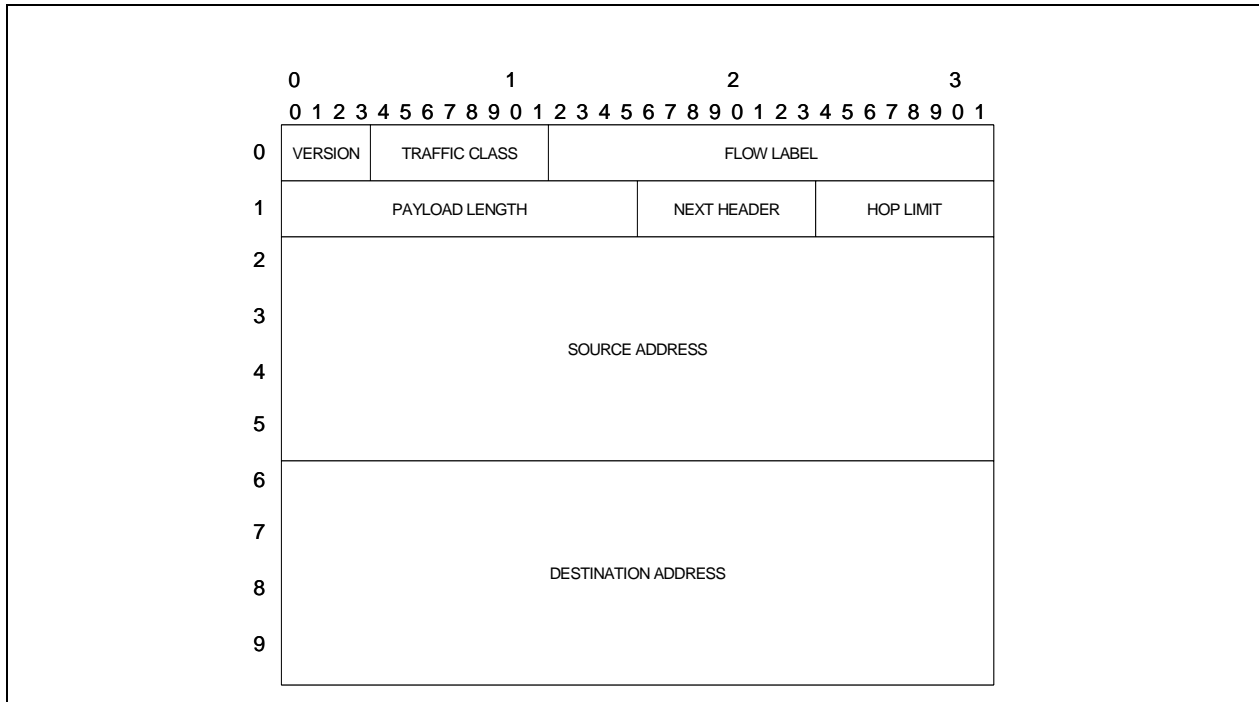 0 1 2 3
0 1 2 3 4 5 6 7 8 9 0 1 2 3 4 5 6 7 8 9 0 1 2 3 4 5 6 7 8 9 0 1
0 VERSION TRAFFIC CLASS FLOW LABEL
1 PAYLOAD LENGTH NEXT HEADER HOP LIMIT
2
3
SOURCE ADDRESS
4
5
6
7
DESTINATION ADDRESS
8
9